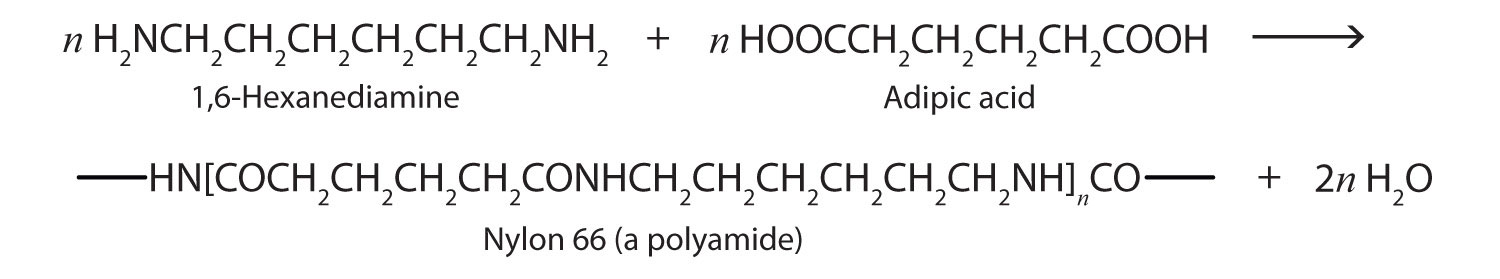 n H₂NCH₂CH₂CH₂CH₂CH₂CH₂NH₂ + n HOOCCH₂CH₂CH₂CH₂COOH ⟶
1,6-Hexanediamine Adipic acid
—HN[COCH₂CH₂CH₂CH₂CONHCH₂CH₂CH₂CH₂CH₂CH₂NH]ₙCO— + 2n H₂O
Nylon 66 (a polyamide)